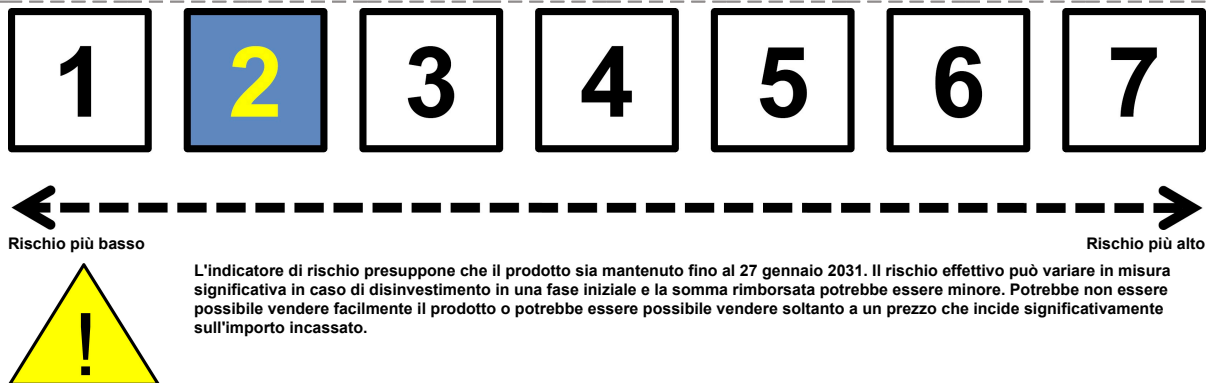 1 2 3 4 5 6 7
Rischio più basso Rischio più alto
L'indicatore di rischio presuppone che il prodotto sia mantenuto fino al 27 gennaio 2031. Il rischio effettivo può variare in misura
significativa in caso di disinvestimento in una fase iniziale e la somma rimborsata potrebbe essere minore. Potrebbe non essere
possibile vendere facilmente il prodotto o potrebbe essere possibile vendere soltanto a un prezzo che incide significativamente
sull'importo incassato.
!